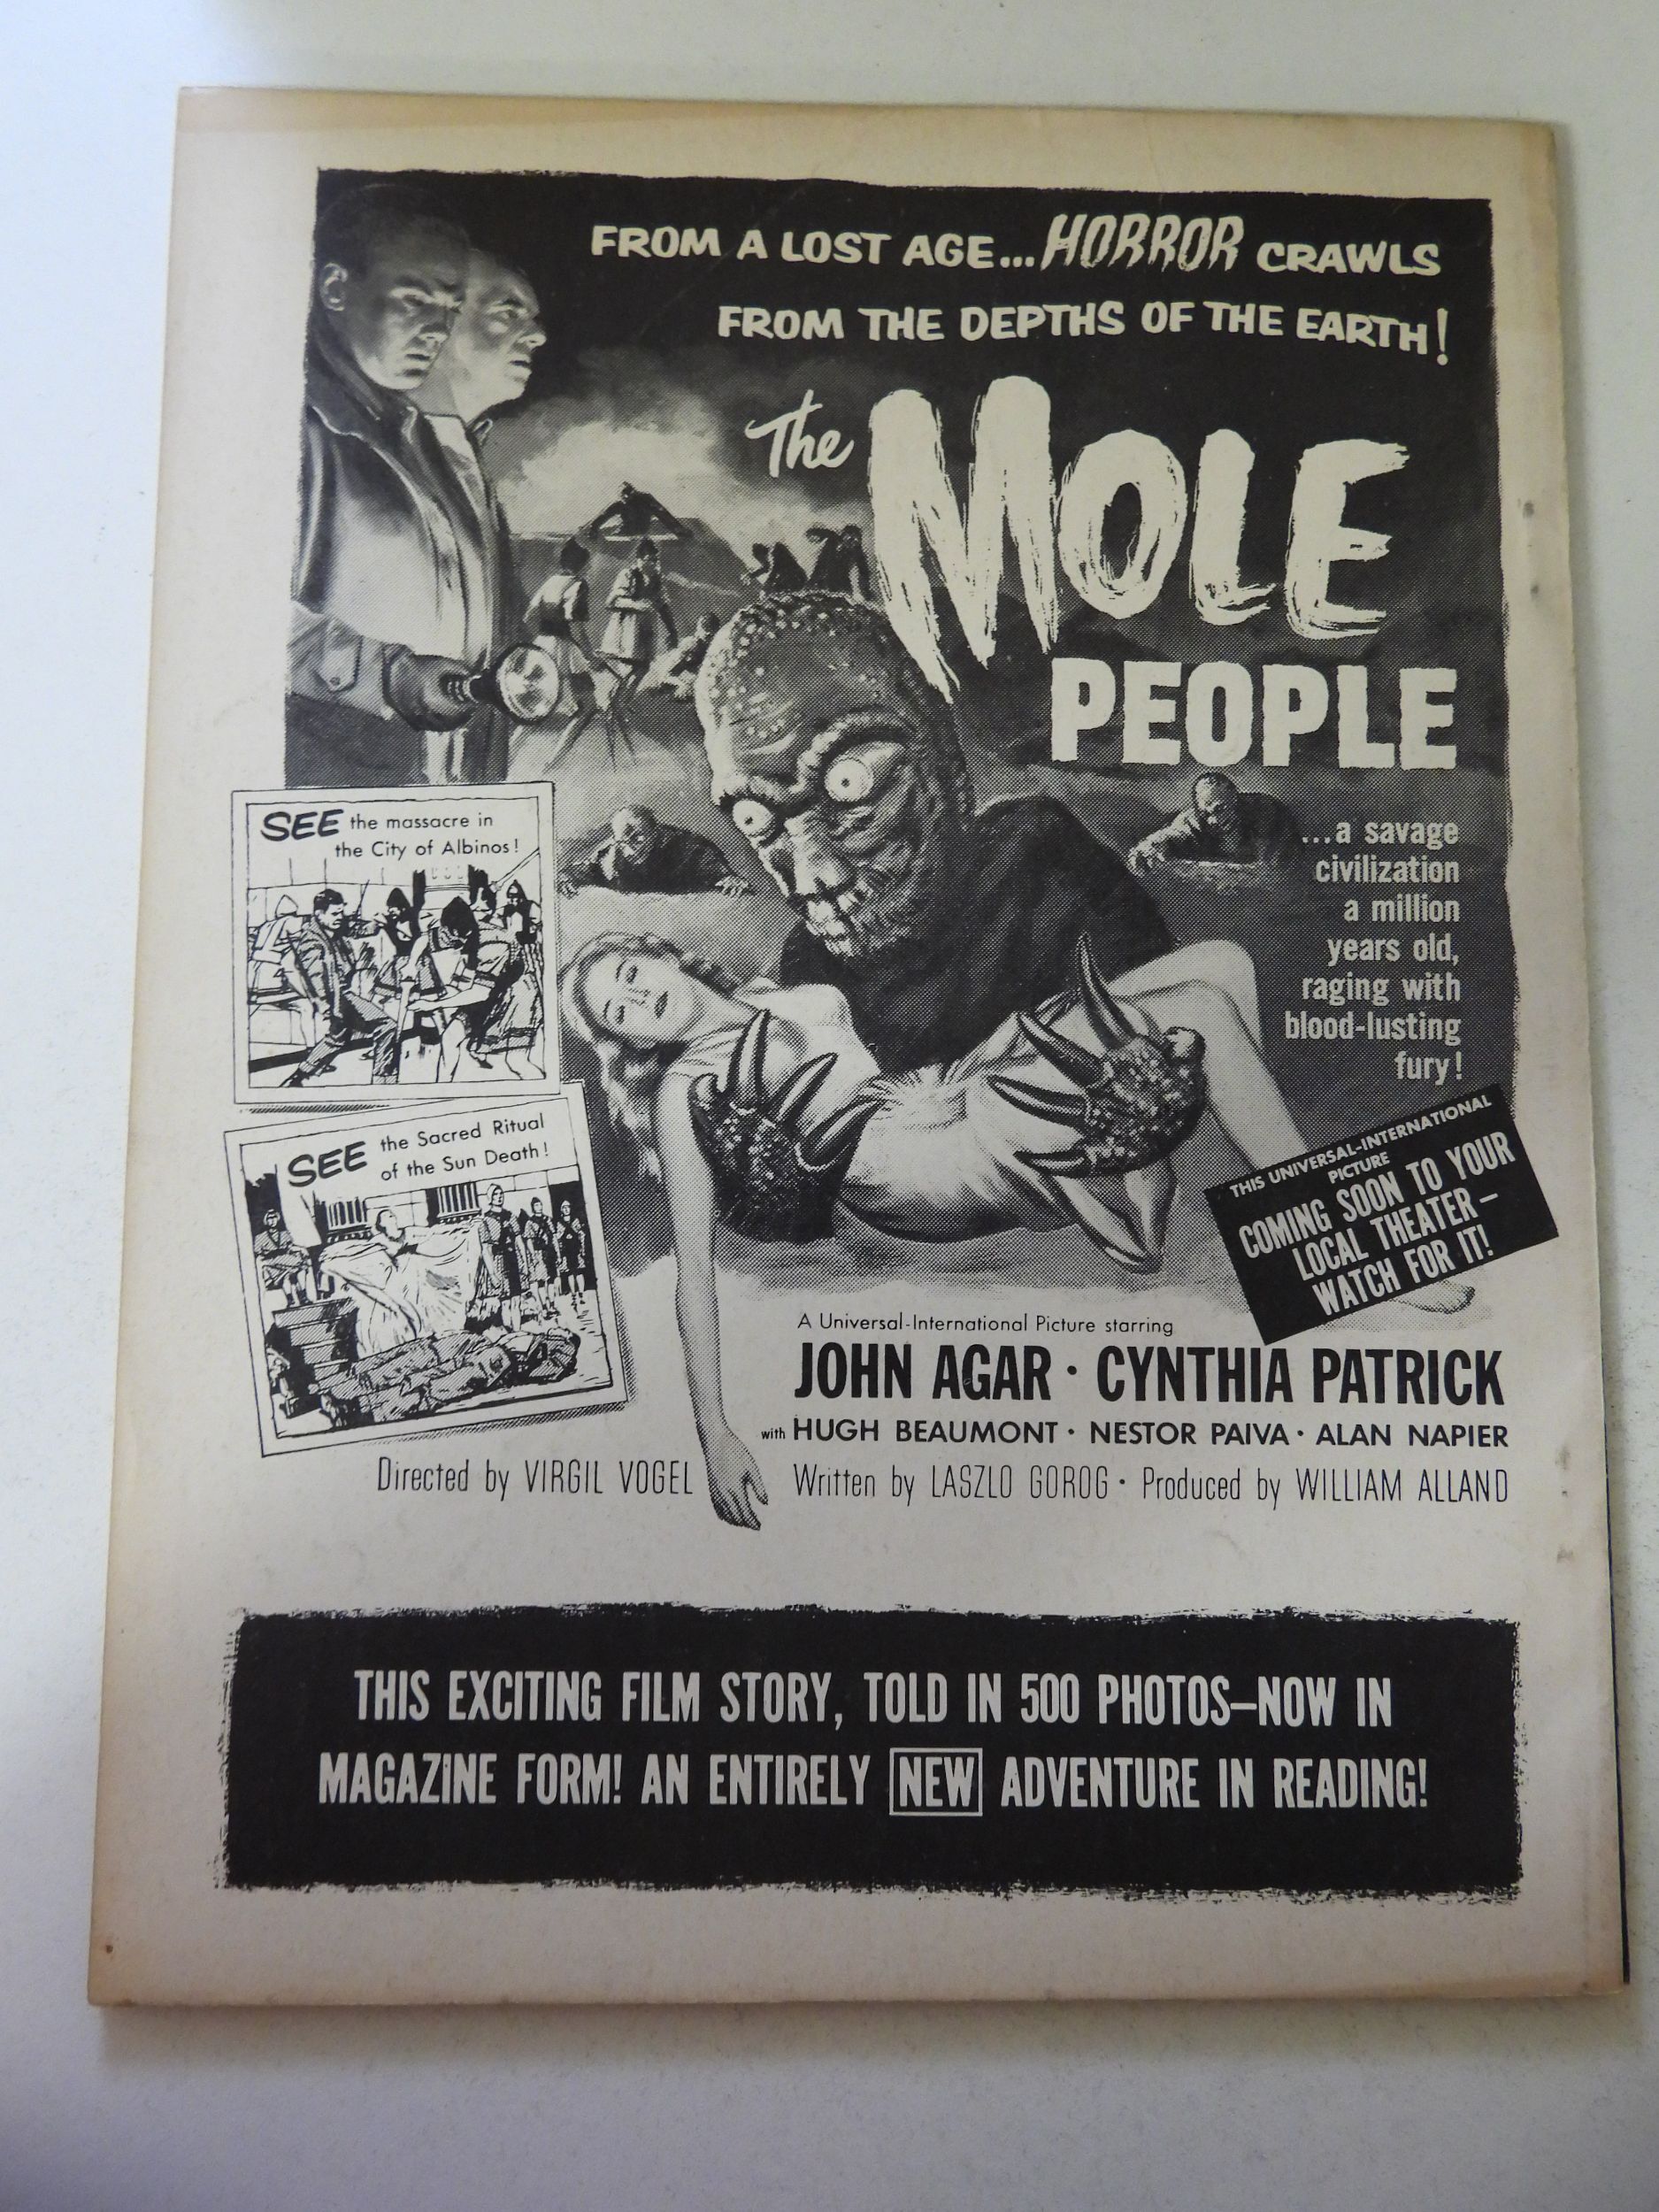 FROM A LOST AGE...HORROR CRAWLS
FROM THE DEPTHS OF THE EARTH!
The MOLE
PEOPLE
...a savage
civilization
a million
years old,
raging with
blood-lusting
fury!
SEE the massacre in
the City of Albinos!
SEE the Sacred Ritual
of the Sun Death!
THIS UNIVERSAL-INTERNATIONAL
PICTURE
COMING SOON TO YOUR
LOCAL THEATER-
WATCH FOR IT!
A Universal-International Picture starring
JOHN AGAR · CYNTHIA PATRICK
with HUGH BEAUMONT · NESTOR PAIVA · ALAN NAPIER
Directed by VIRGIL VOGEL Written by LASZLO GOROG · Produced by WILLIAM ALLAND
THIS EXCITING FILM STORY, TOLD IN 500 PHOTOS–NOW IN
MAGAZINE FORM! AN ENTIRELY NEW ADVENTURE IN READING!